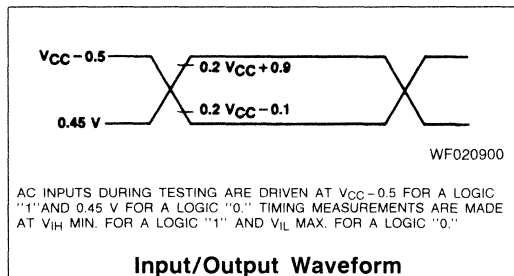 VCC – 0.5
0.2 VCC + 0.9
0.2 VCC – 0.1
0.45 V
WF020900
AC INPUTS DURING TESTING ARE DRIVEN AT VCC – 0.5 FOR A LOGIC
"1"AND 0.45 V FOR A LOGIC "0." TIMING MEASUREMENTS ARE MADE
AT VIH MIN. FOR A LOGIC "1" AND VIL MAX. FOR A LOGIC "0."
Input/Output Waveform